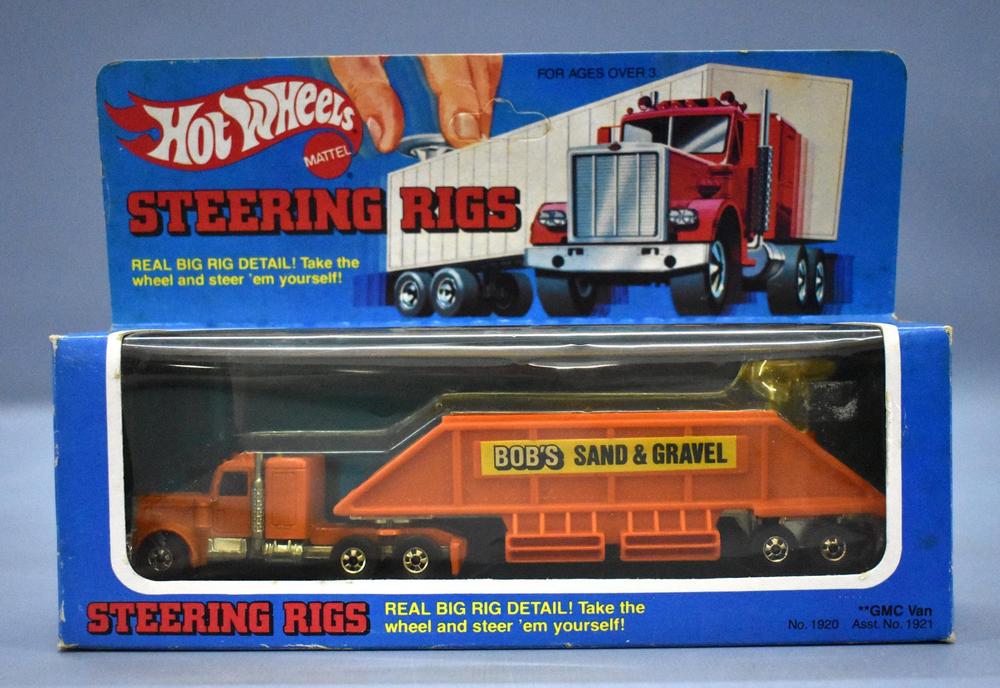 FOR AGES OVER 3.
HOT WHEELS
MATTEL
STEERING RIGS
REAL BIG RIG DETAIL! Take the
wheel and steer 'em yourself!
BOB'S SAND & GRAVEL
STEERING RIGS
REAL BIG RIG DETAIL! Take the
wheel and steer 'em yourself!
**GMC Van
No. 1920 Asst. No. 1921